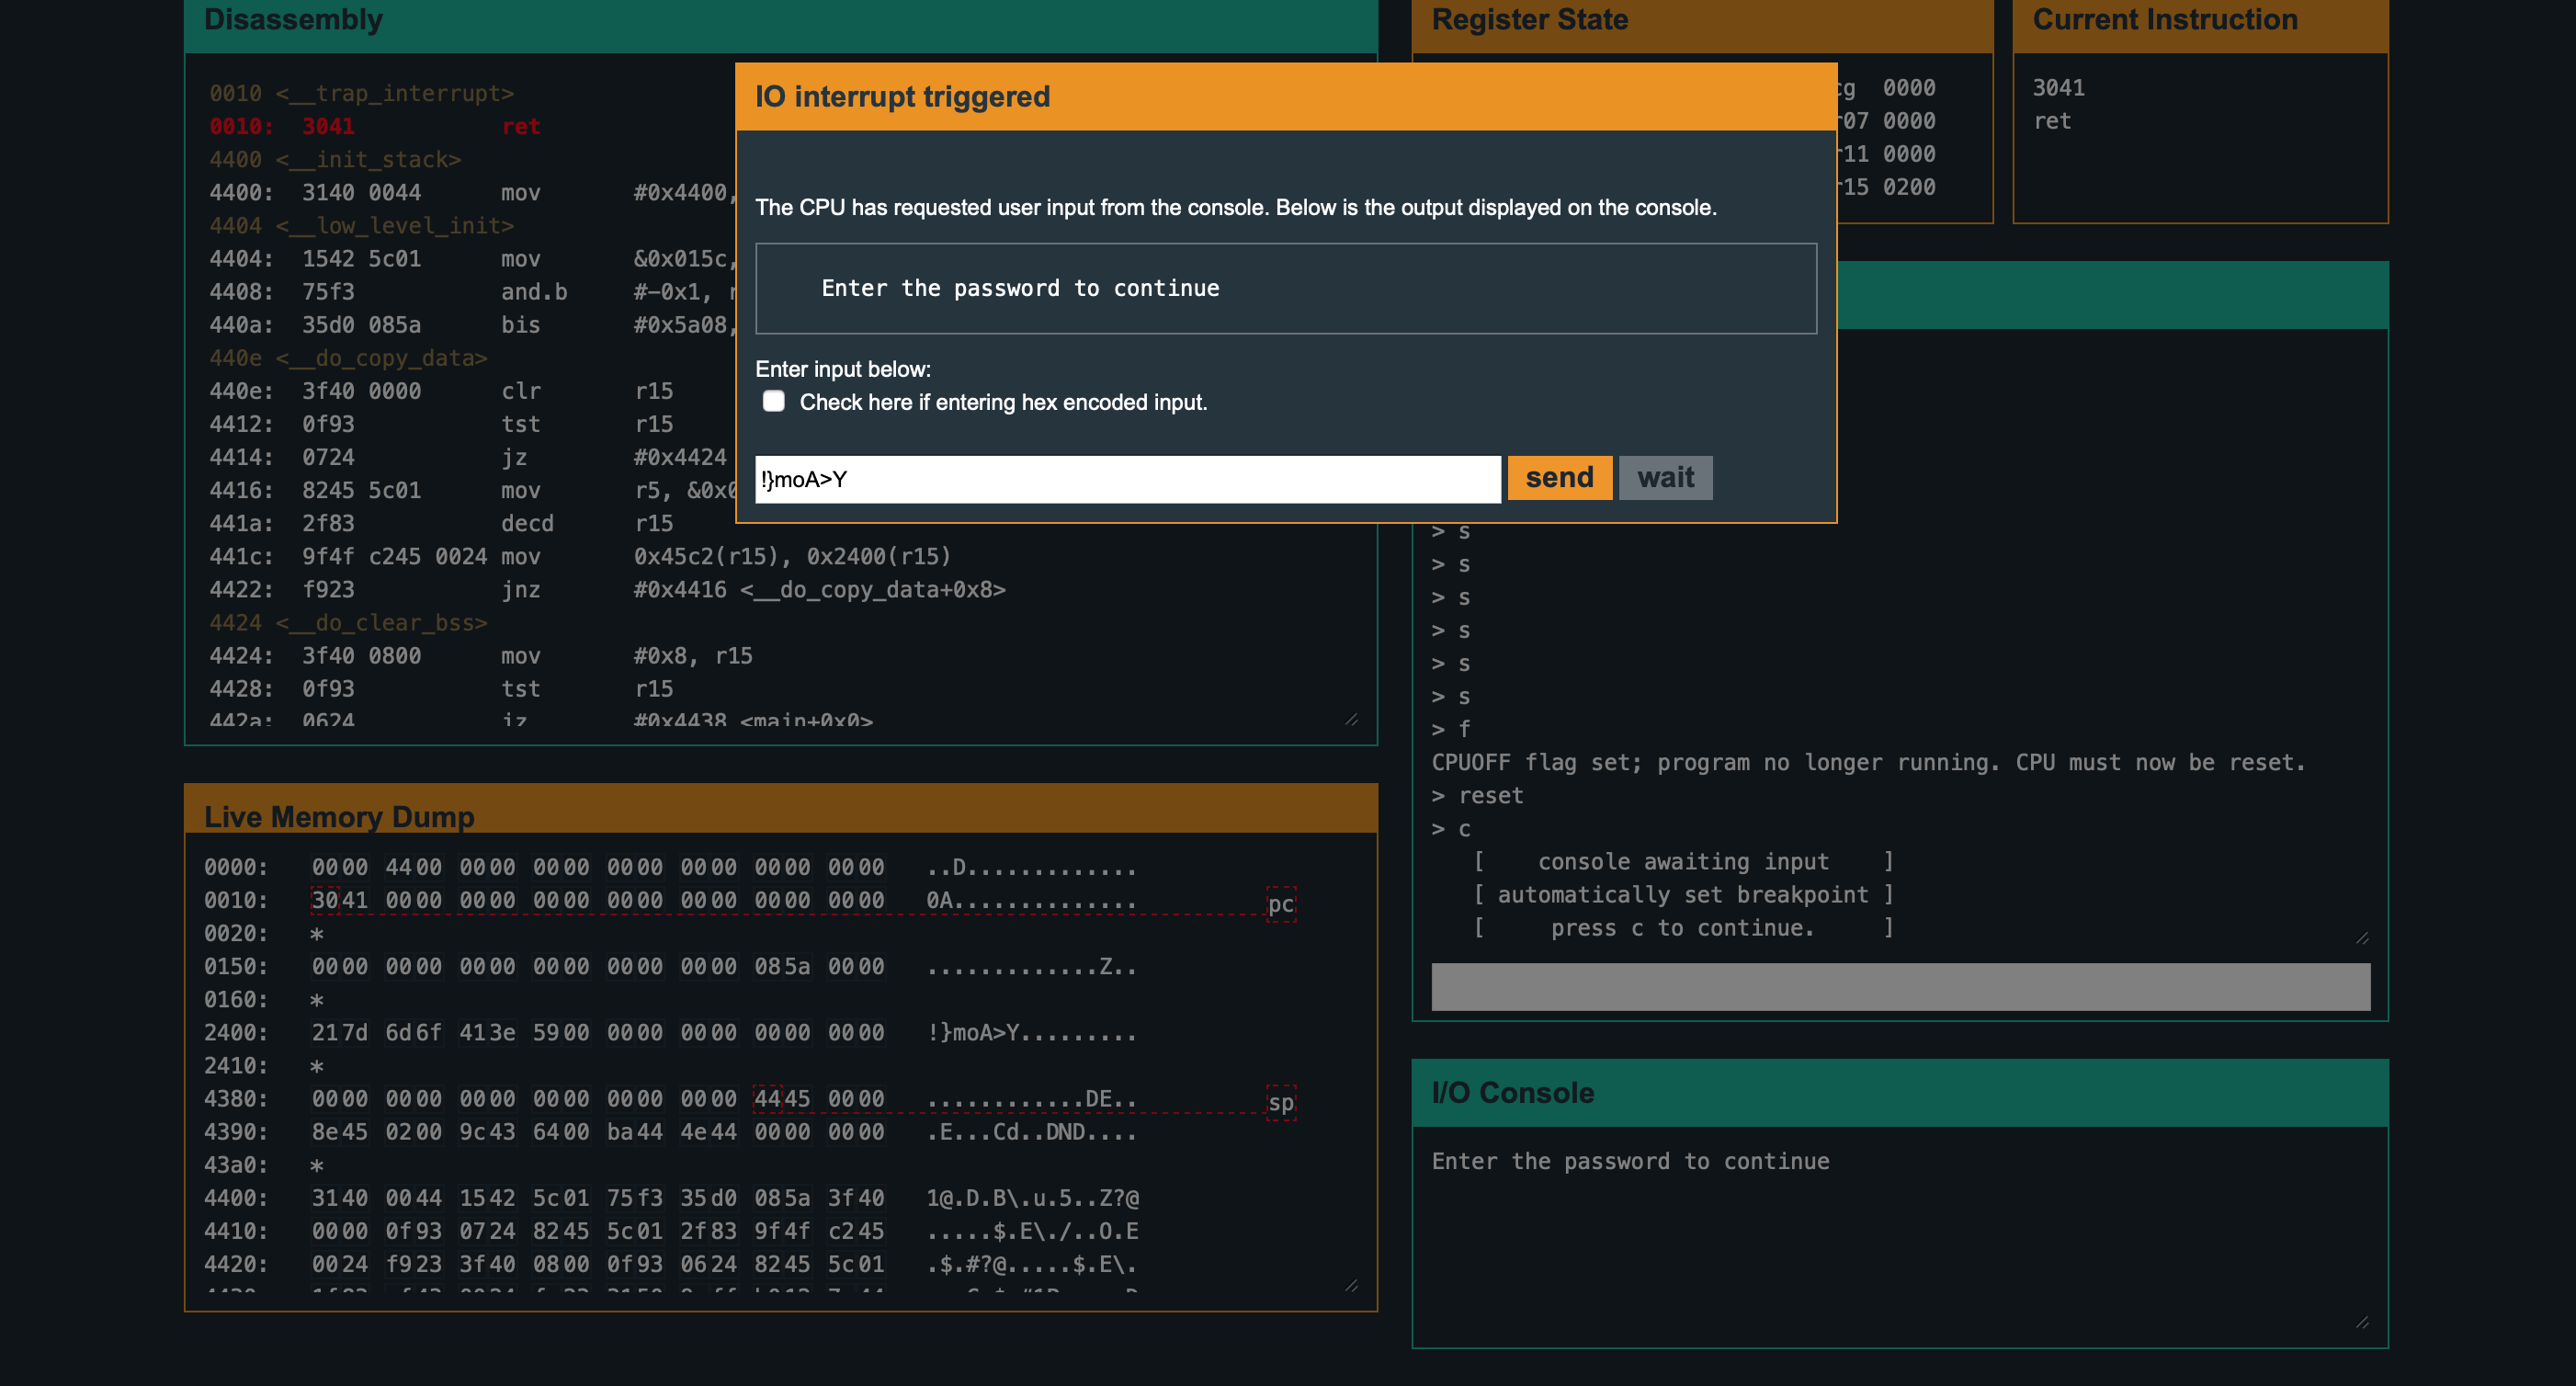 Disassembly
0010 <__trap_interrupt>
0010: 3041 ret
4400 <__init_stack>
4400: 3140 0044 mov #0x4400,
4404 <__low_level_init>
4404: 1542 5c01 mov &0x015c,
4408: 75f3 and.b #-0x1, r
440a: 35d0 085a bis #0x5a08,
440e <__do_copy_data>
440e: 3f40 0000 clr r15
4412: 0f93 tst r15
4414: 0724 jz #0x4424
4416: 8245 5c01 mov r5, &0x0
441a: 2f83 decd r15
441c: 9f4f c245 0024 mov 0x45c2(r15), 0x2400(r15)
4422: f923 jnz #0x4416 <__do_copy_data+0x8>
4424 <__do_clear_bss>
4424: 3f40 0800 mov #0x8, r15
4428: 0f93 tst r15
442a: 0624 jz #0x4438 <main+0x0>
Register State
cg 0000
r07 0000
r11 0000
r15 0200
Current Instruction
3041
ret
IO interrupt triggered
The CPU has requested user input from the console. Below is the output displayed on the console.
Enter the password to continue
Enter input below:
Check here if entering hex encoded input.
!}moA>Y
send wait
> s
> s
> s
> s
> s
> s
> f
CPUOFF flag set; program no longer running. CPU must now be reset.
> reset
> c
[ console awaiting input ]
[ automatically set breakpoint ]
[ press c to continue. ]
Live Memory Dump
0000: 0000 4400 0000 0000 0000 0000 0000 0000 ..D.............
0010: 3041 0000 0000 0000 0000 0000 0000 0000 0A.............. pc
0020: *
0150: 0000 0000 0000 0000 0000 0000 085a 0000 .............Z..
0160: *
2400: 217d 6d6f 413e 5900 0000 0000 0000 0000 !}moA>Y.........
2410: *
4380: 0000 0000 0000 0000 0000 0000 4445 0000 ............DE.. sp
4390: 8e45 0200 9c43 6400 ba44 4e44 0000 0000 .E...Cd..DND....
43a0: *
4400: 3140 0044 1542 5c01 75f3 35d0 085a 3f40 1@.D.B\.u.5..Z?@
4410: 0000 0f93 0724 8245 5c01 2f83 9f4f c245 .....$.E\./..O.E
4420: 0024 f923 3f40 0800 0f93 0624 8245 5c01 .$.#?@.....$.E\.
I/O Console
Enter the password to continue